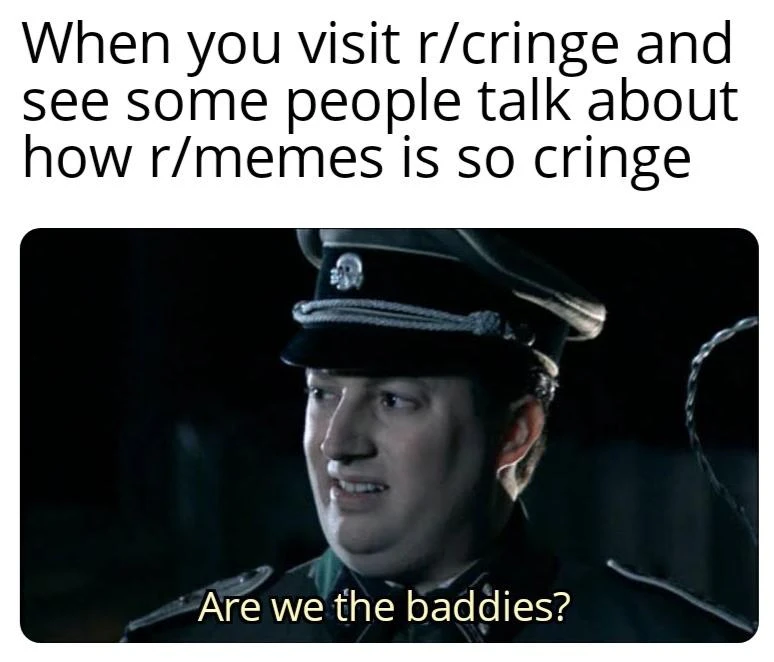 When you visit r/cringe and
see some people talk about
how r/memes is so cringe
Are we the baddies?